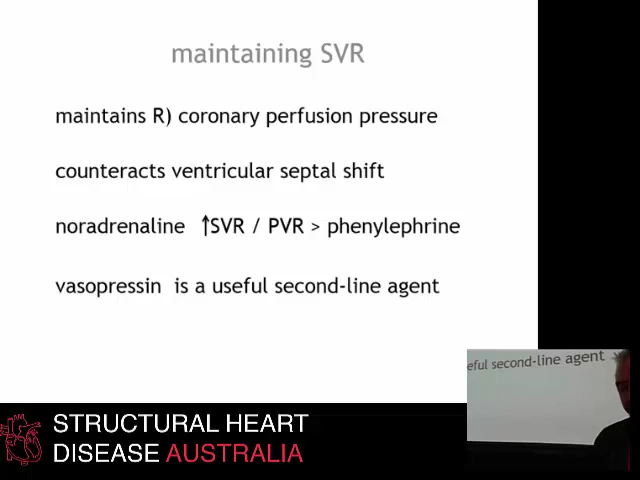 maintaining SVR
maintains R) coronary perfusion pressure
counteracts ventricular septal shift
noradrenaline ↑SVR / PVR > phenylephrine
vasopressin is a useful second-line agent
eful second-line agent
STRUCTURAL HEART
DISEASE AUSTRALIA